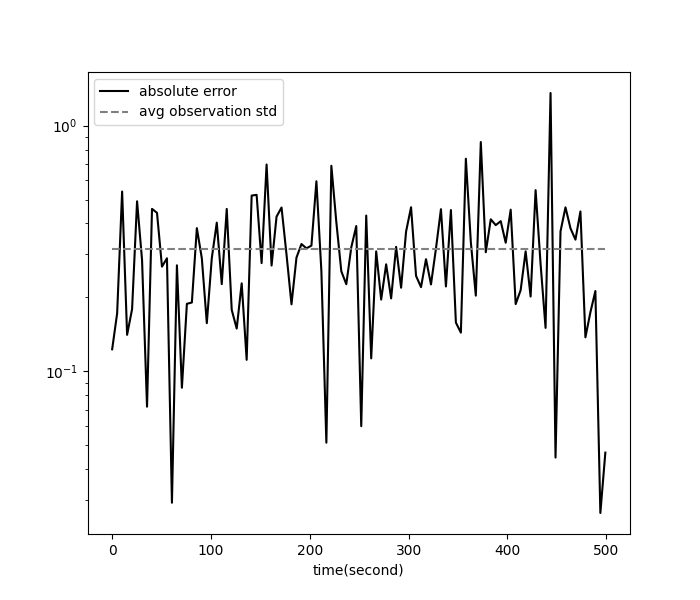 absolute error
avg observation std
10⁰
10⁻¹
0 100 200 300 400 500
time(second)